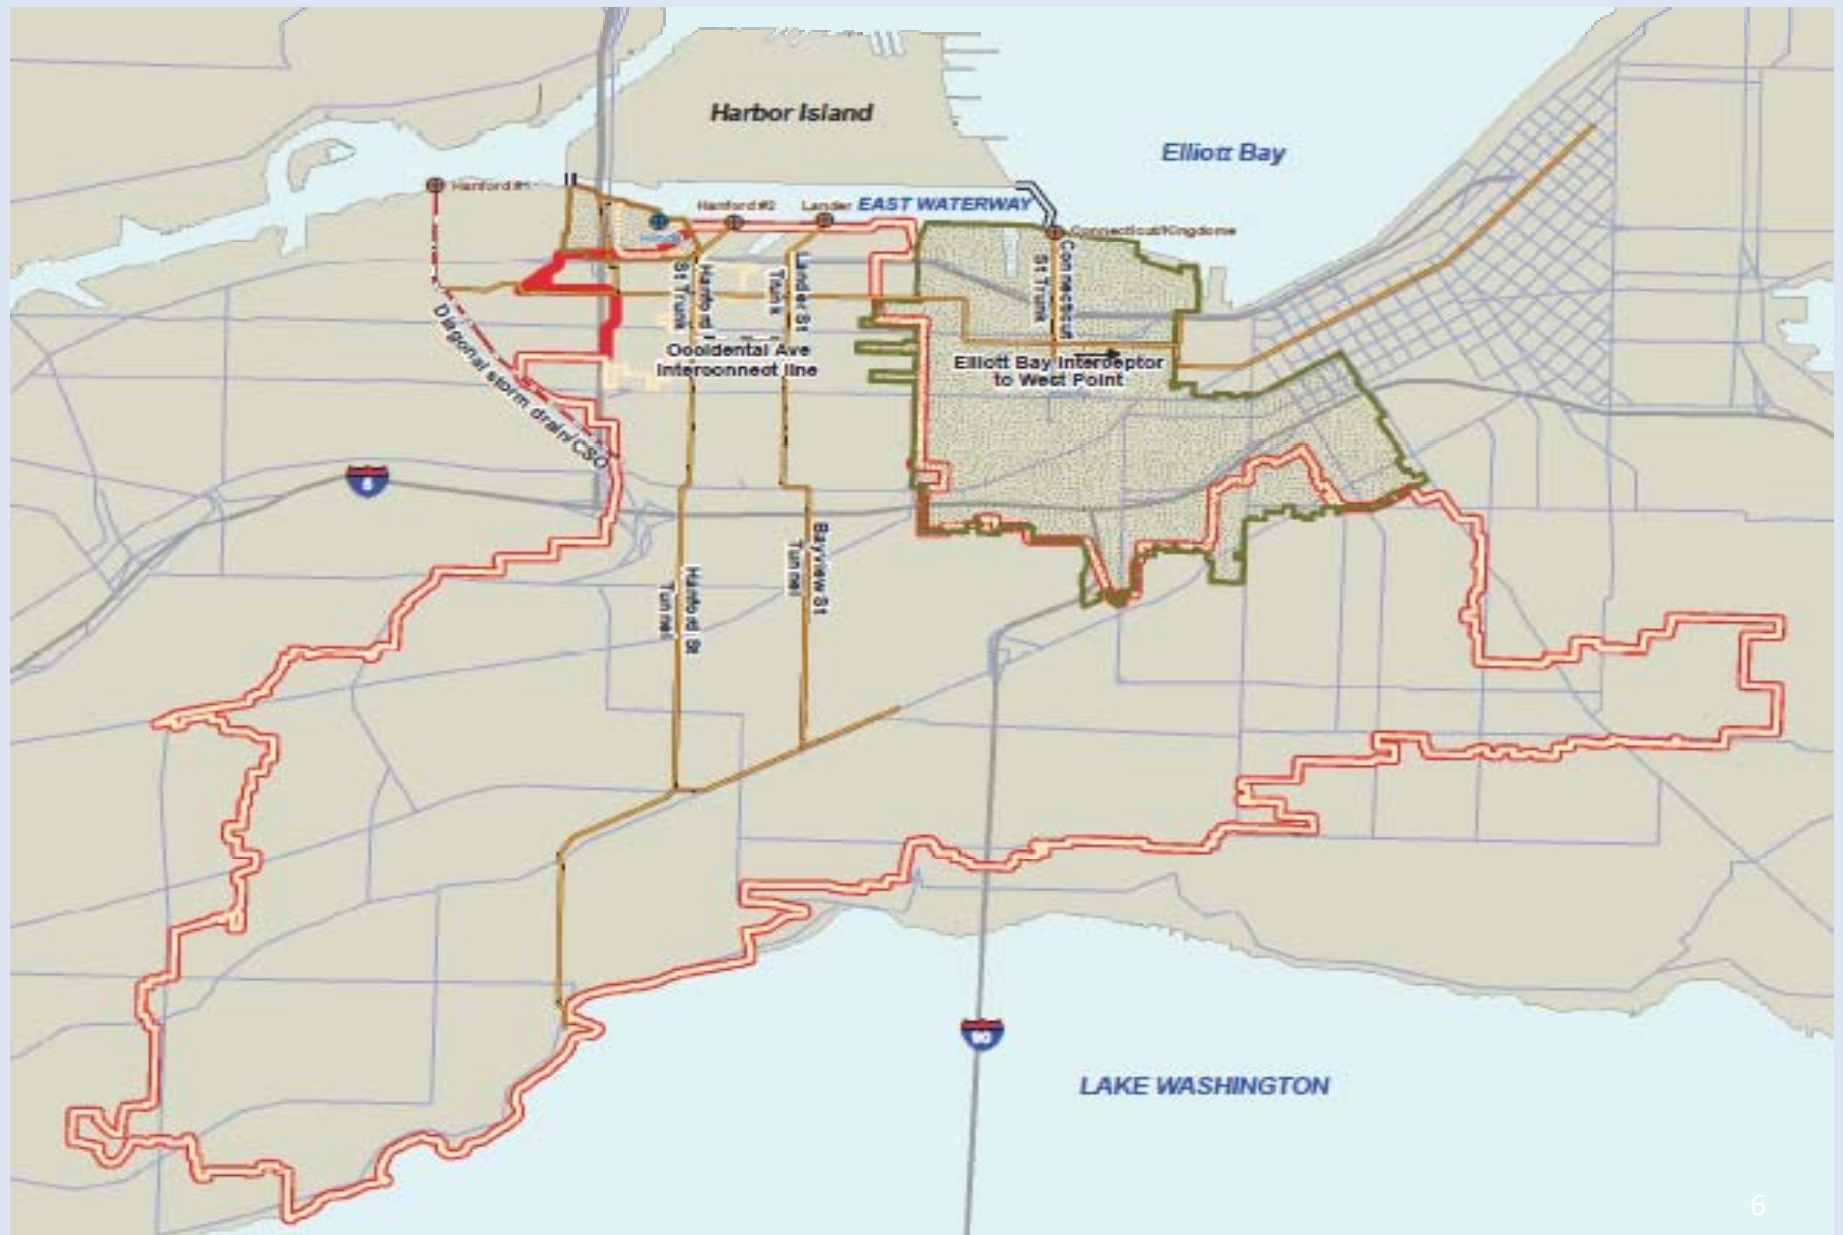 Harbor Island
Elliott Bay
Hanford #1
Hanford #2
Lander
EAST WATERWAY
Connecticut/Kingdome
Hanford
St Trunk
Lander St
Trunk
Connecticut
St Trunk
Diagonal storm drain/CSO
Occidental Ave
Interconnect line
Elliott Bay Interceptor
to West Point
5
Bayview St
Tunnel
Hanford St
Tunnel
90
LAKE WASHINGTON
6